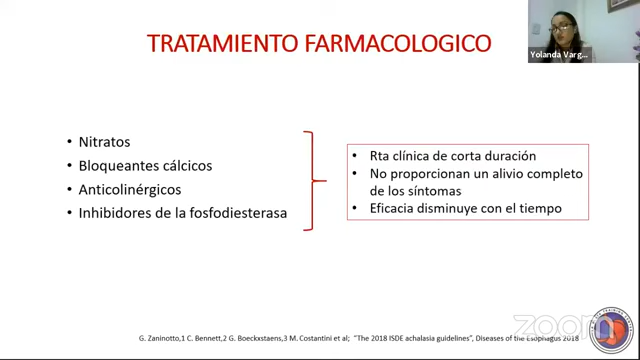 TRATAMIENTO FARMACOLOGICO
Yolanda Varg...
• Nitratos
• Bloqueantes cálcicos
• Anticolinérgicos
• Inhibidores de la fosfodiesterasa
• Rta clínica de corta duración
• No proporcionan un alivio completo
de los síntomas
• Eficacia disminuye con el tiempo
zoom
G. Zaninotto,1 C. Bennett,2 G. Boeckxstaens,3 M. Costantini et al; "The 2018 ISDE achalasia guidelines", Diseases of the Esophagus 2018